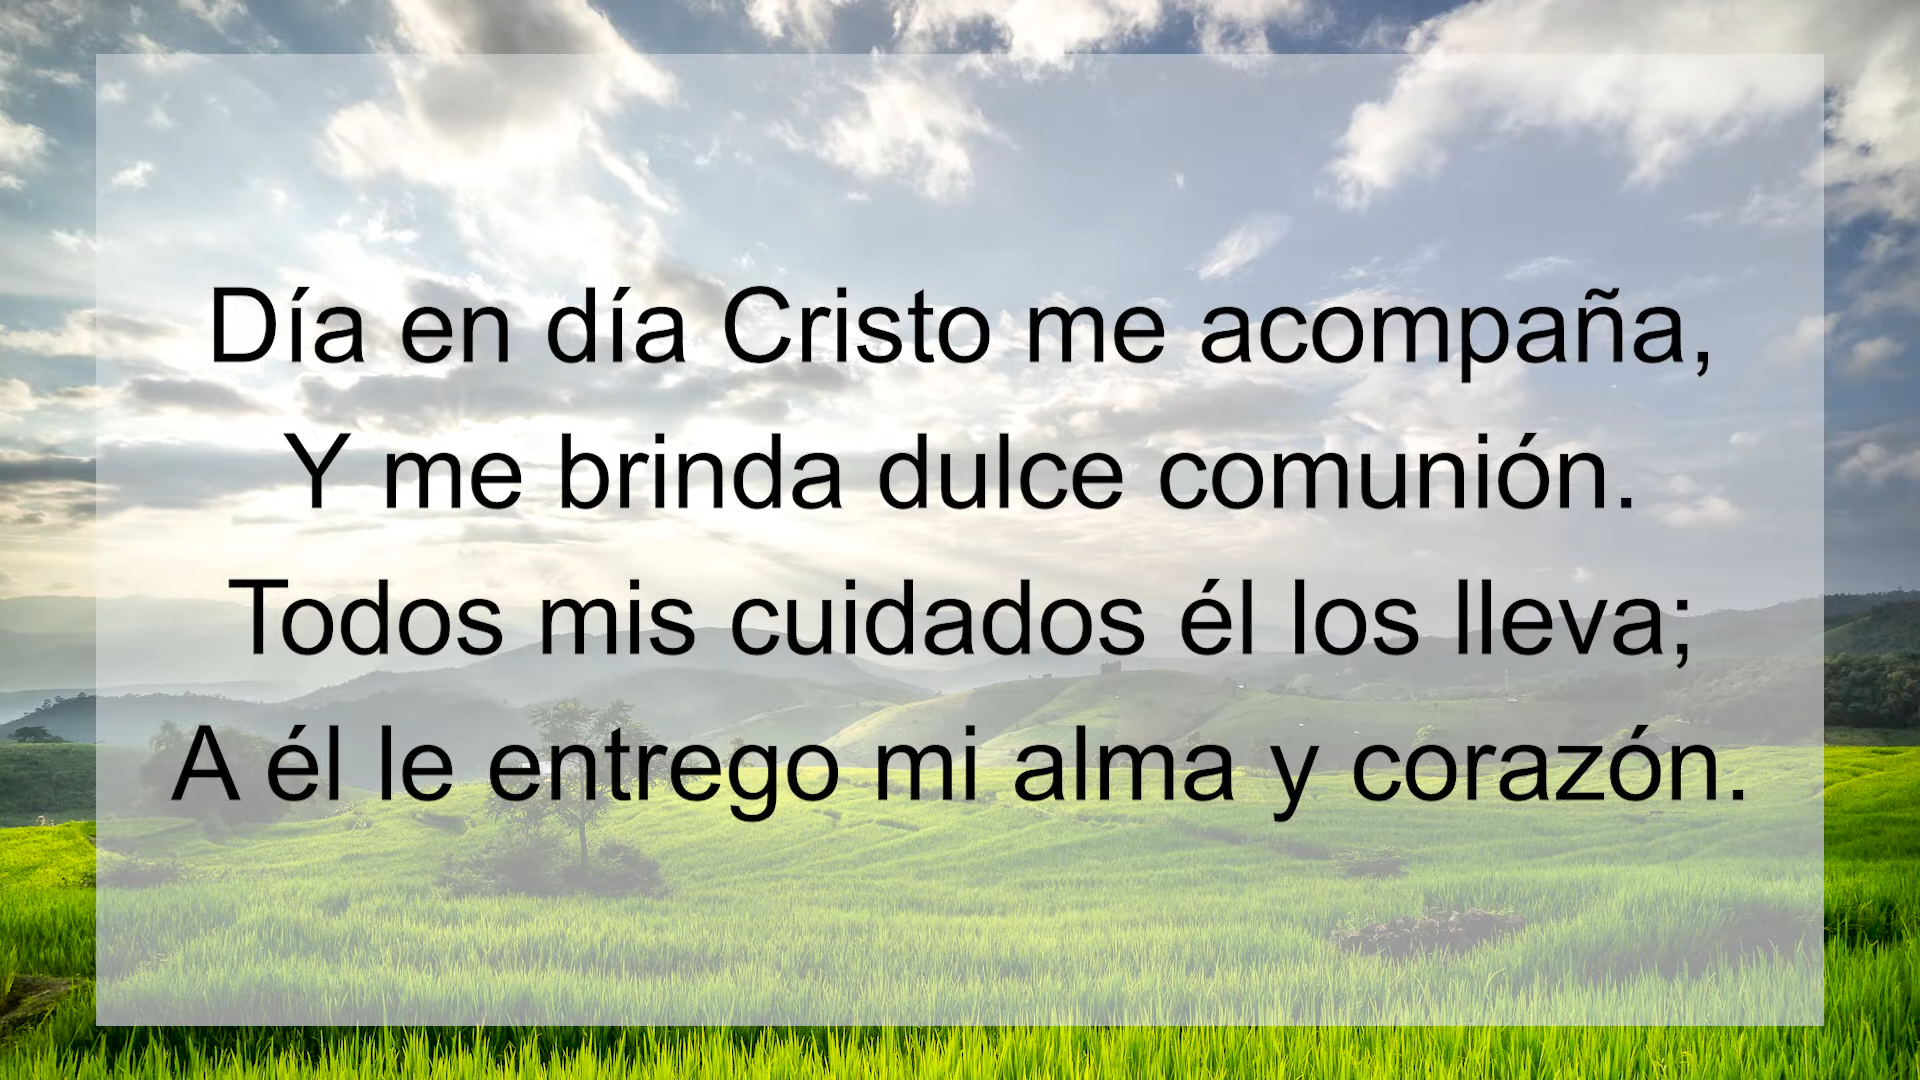 Día en día Cristo me acompaña,
Y me brinda dulce comunión.
Todos mis cuidados él los lleva;
A él le entrego mi alma y corazón.